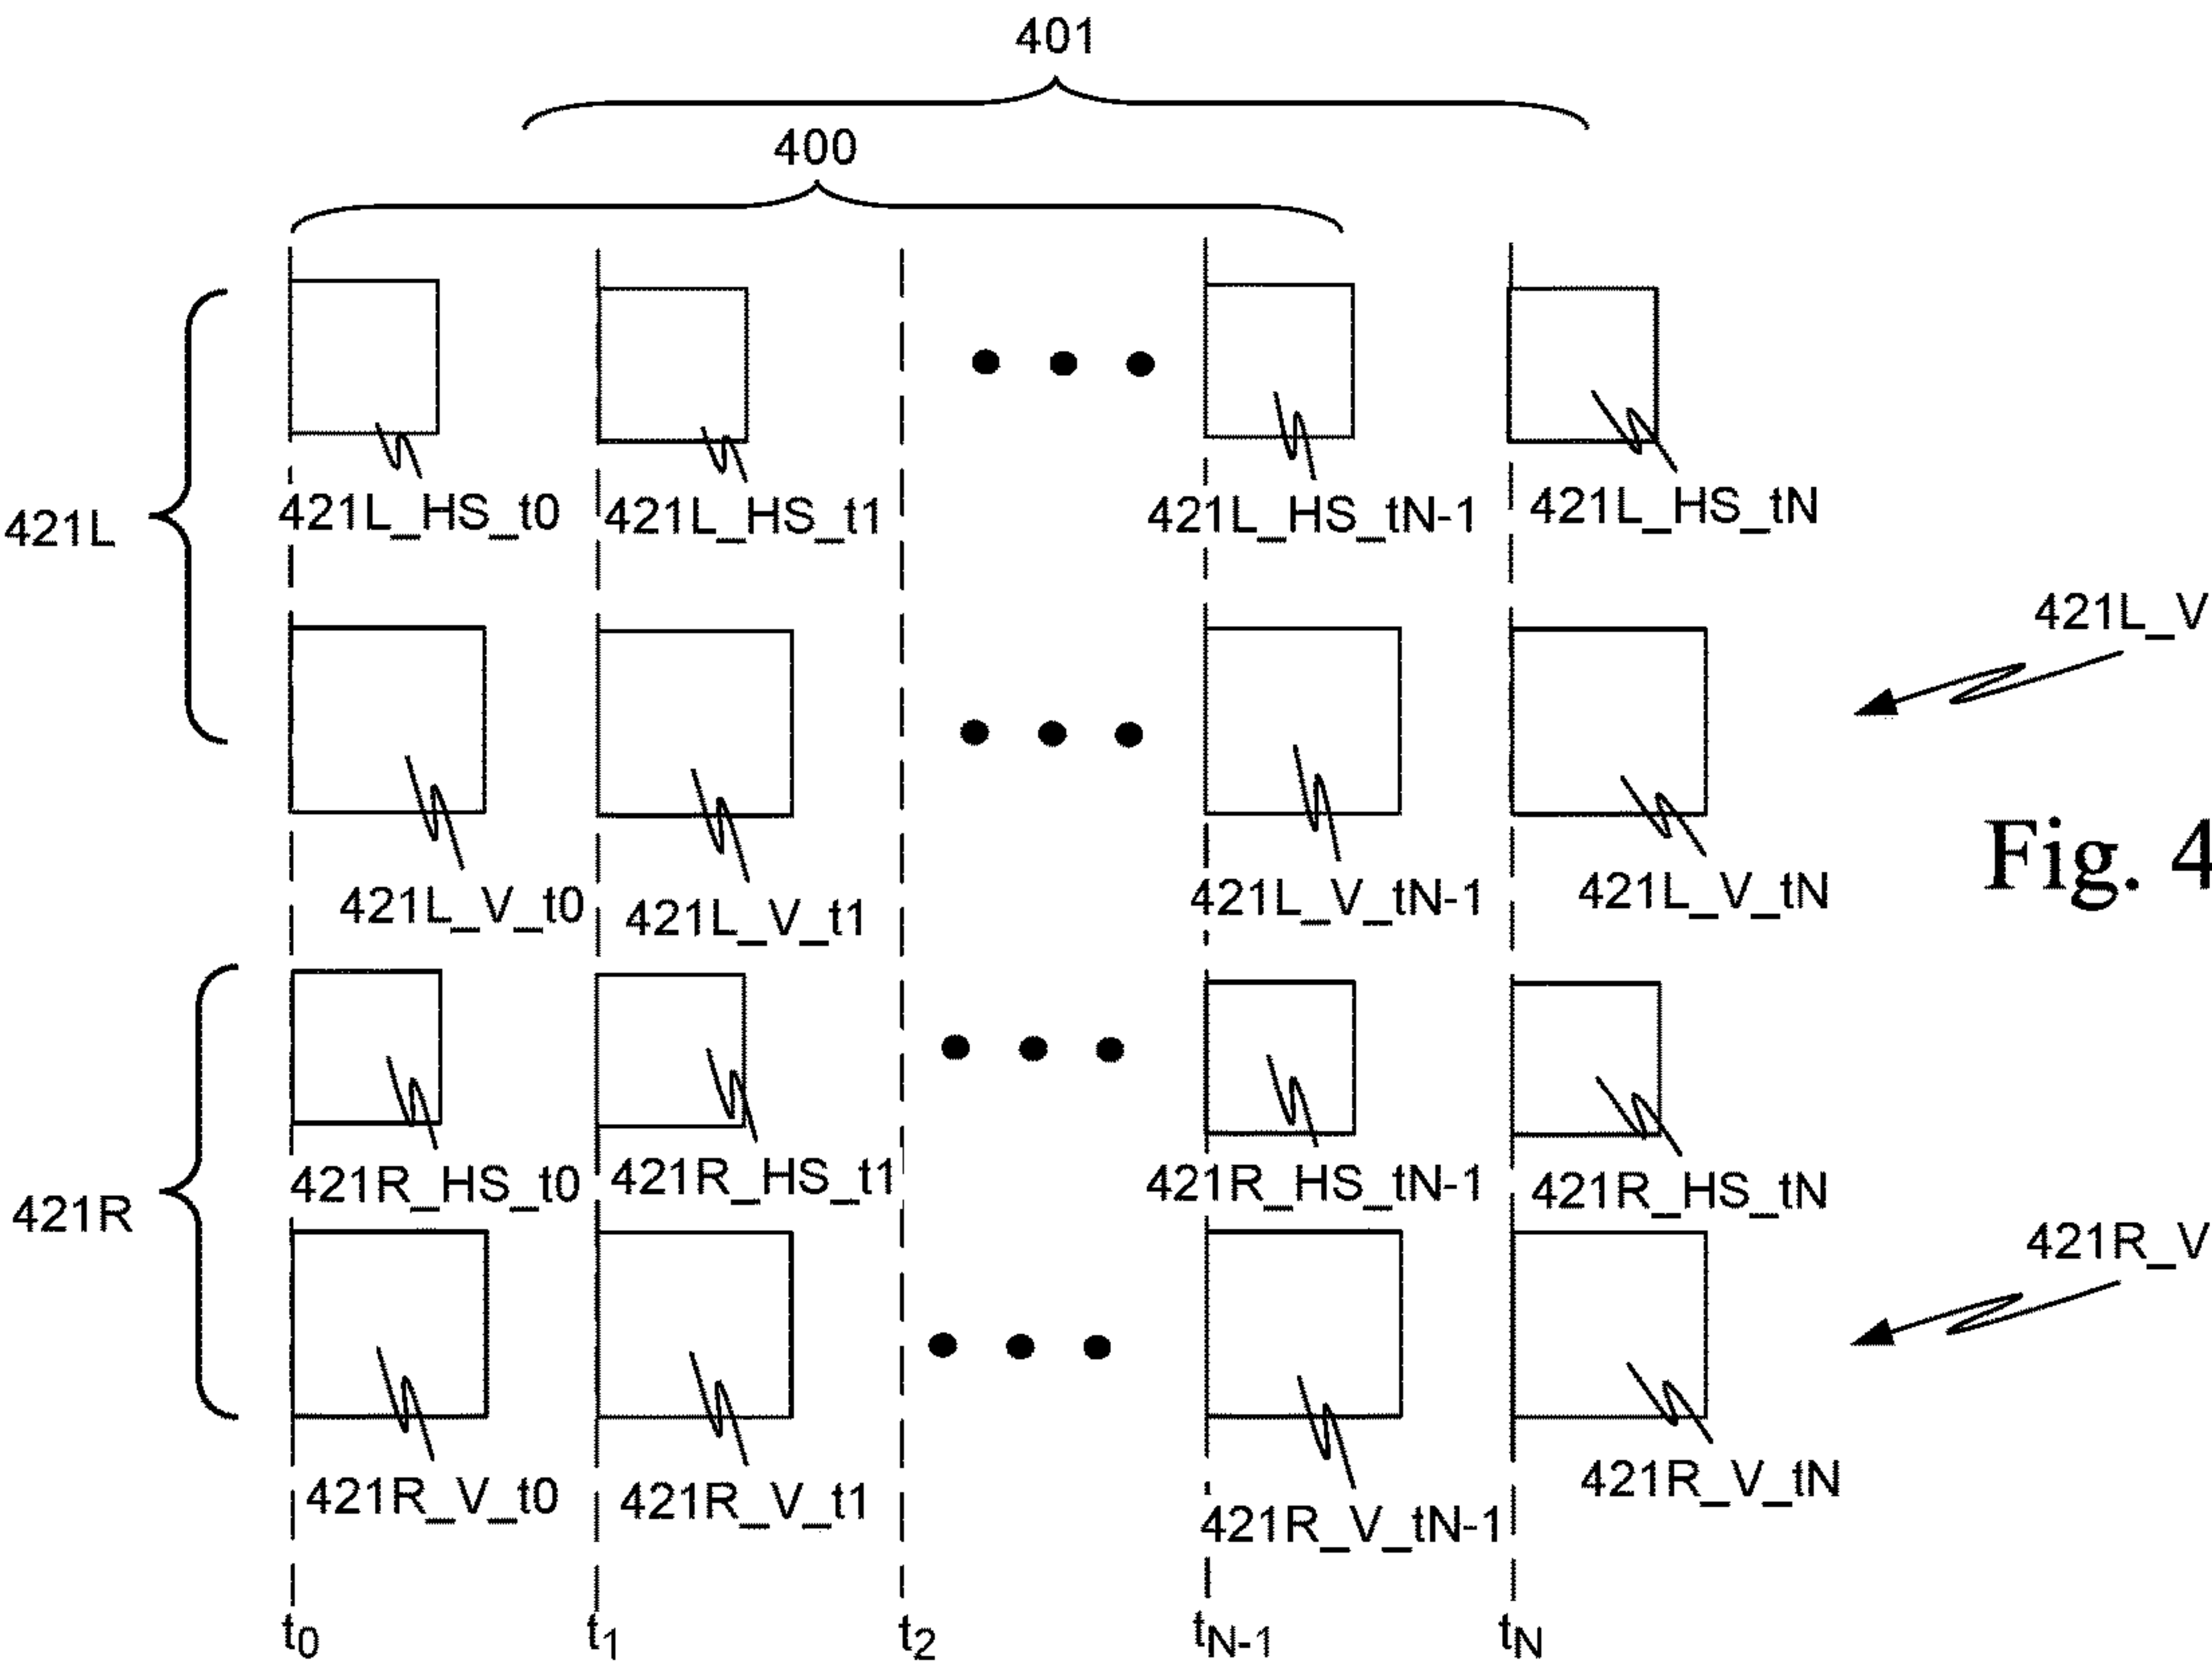 401
400
421L
421L_HS_t0 421L_HS_t1 421L_HS_tN-1 421L_HS_tN
421L_V
421L_V_t0 421L_V_t1 421L_V_tN-1 421L_V_tN
Fig. 4
421R
421R_HS_t0 421R_HS_t1 421R_HS_tN-1 421R_HS_tN
421R_V
421R_V_t0 421R_V_t1 421R_V_tN-1 421R_V_tN
t0 t1 t2 tN-1 tN